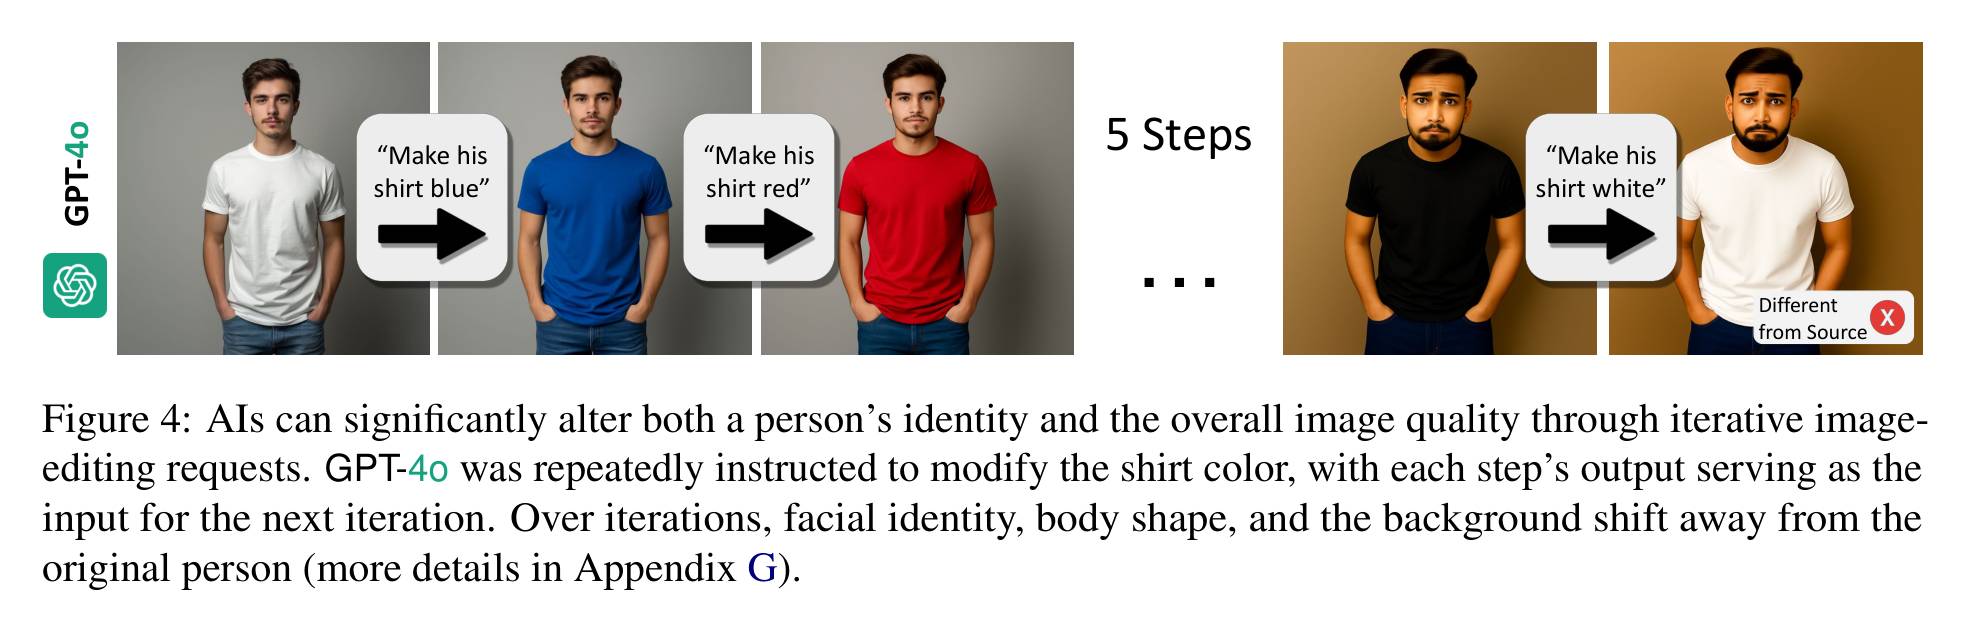 GPT-4o
“Make his
shirt blue”
“Make his
shirt red”
5 Steps
...
“Make his
shirt white”
Different
from Source
X
Figure 4: AIs can significantly alter both a person’s identity and the overall image quality through iterative image-
editing requests. GPT-4o was repeatedly instructed to modify the shirt color, with each step’s output serving as the
input for the next iteration. Over iterations, facial identity, body shape, and the background shift away from the
original person (more details in Appendix G).